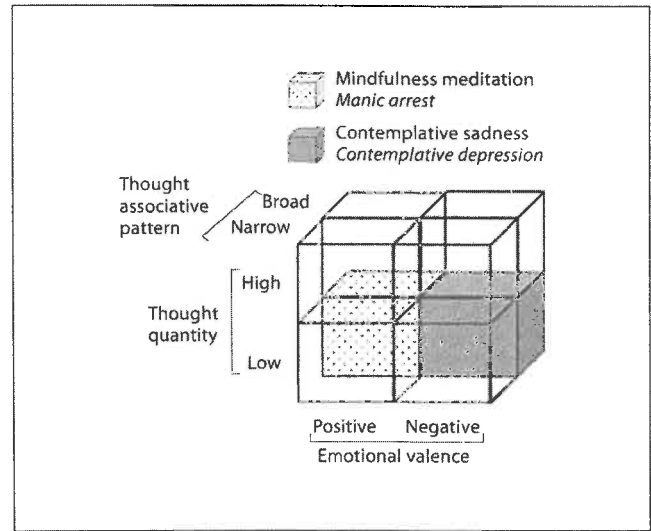 Mindfulness meditation
Manic arrest
Contemplative sadness
Contemplative depression
Thought
associative
pattern
Broad
Narrow
High
Thought
quantity
Low
Positive Negative
Emotional valence